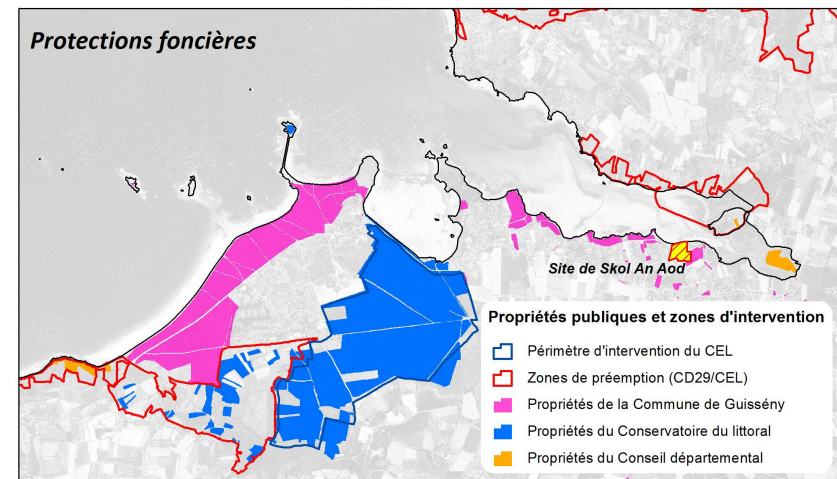 Protections foncières
Site de Skol An Aod
Propriétés publiques et zones d'intervention
Périmètre d'intervention du CEL
Zones de préemption (CD29/CEL)
Propriétés de la Commune de Guissény
Propriétés du Conservatoire du littoral
Propriétés du Conseil départemental